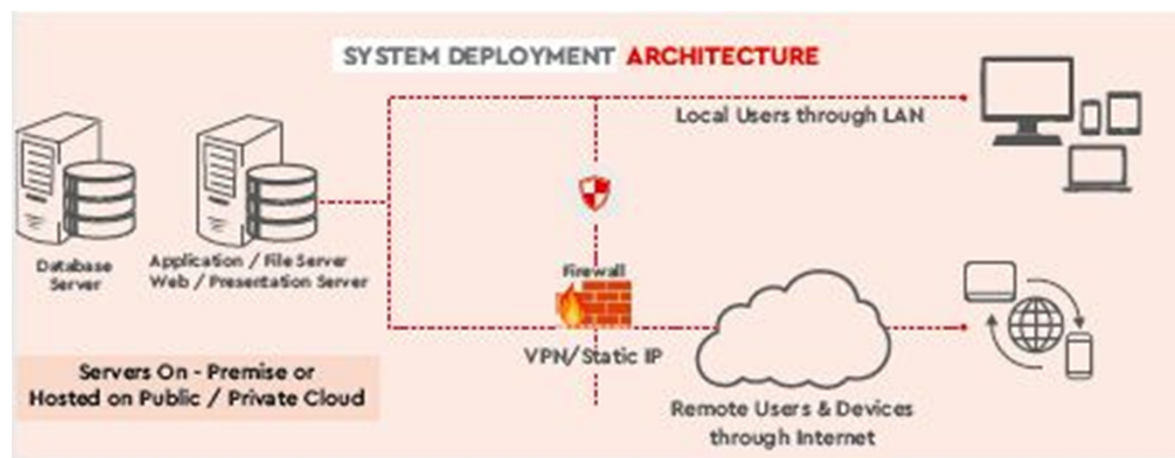 SYSTEM DEPLOYMENT ARCHITECTURE
Local Users through LAN
Database
Server
Application / File Server
Web / Presentation Server
Firewall
VPN/Static IP
Servers On - Premise or
Hosted on Public / Private Cloud
Remote Users & Devices
through Internet